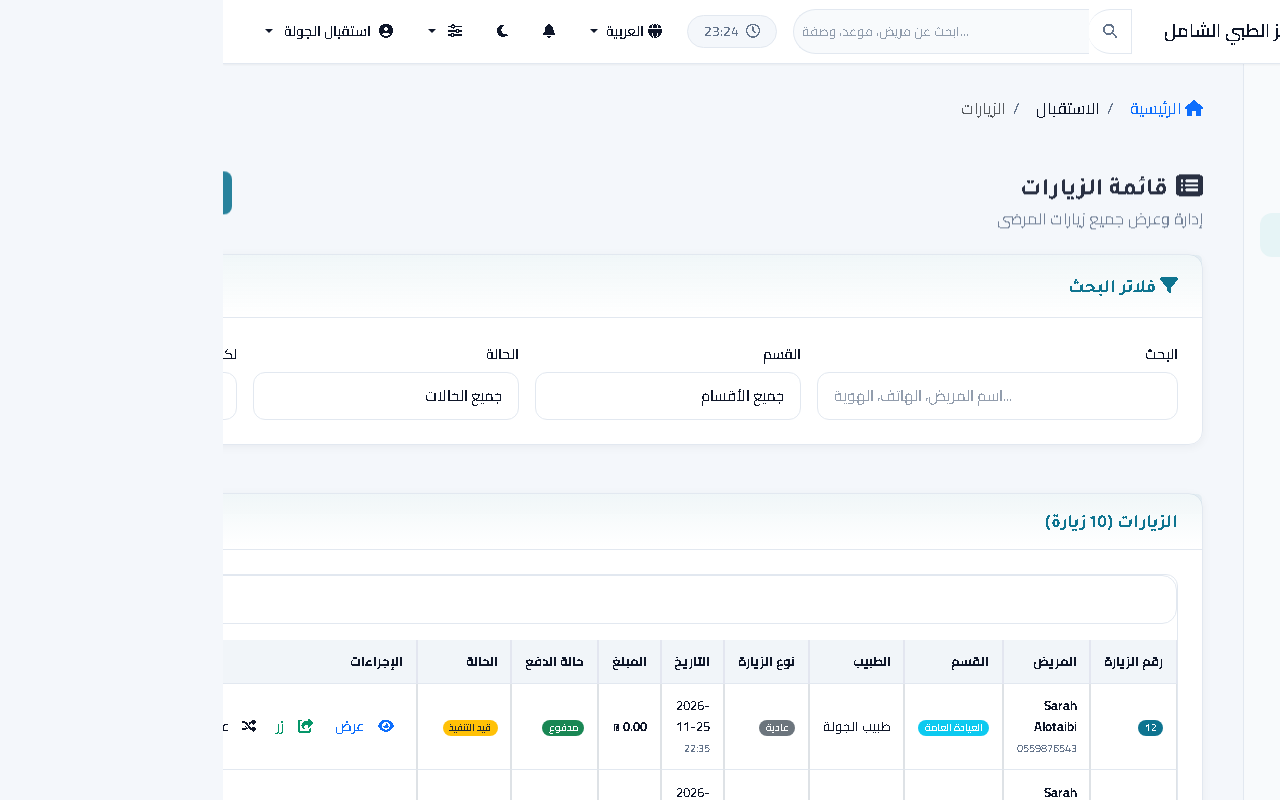 ز الطبي الشامل
ابحث عن مريض، موعد، وصفة...
23:24
العربية
استقبال الجولة
الرئيسية / الاستقبال / الزيارات
قائمة الزيارات
إدارة وعرض جميع زيارات المرضى
فلاتر البحث
البحث
القسم
الحالة
اسم المريض، الهاتف، الهوية...
جميع الأقسام
جميع الحالات
الزيارات (10 زيارة)
رقم الزيارة المريض القسم الطبيب نوع الزيارة التاريخ المبلغ حالة الدفع الحالة الإجراءات
12
Sarah
Alotaibi
0559876543
العيادة العامة
طبيب الجولة
عادية
2026-
11-25
22:35
0.00
مدفوع
قيد التنفيذ
عرض
زر
Sarah
2026-